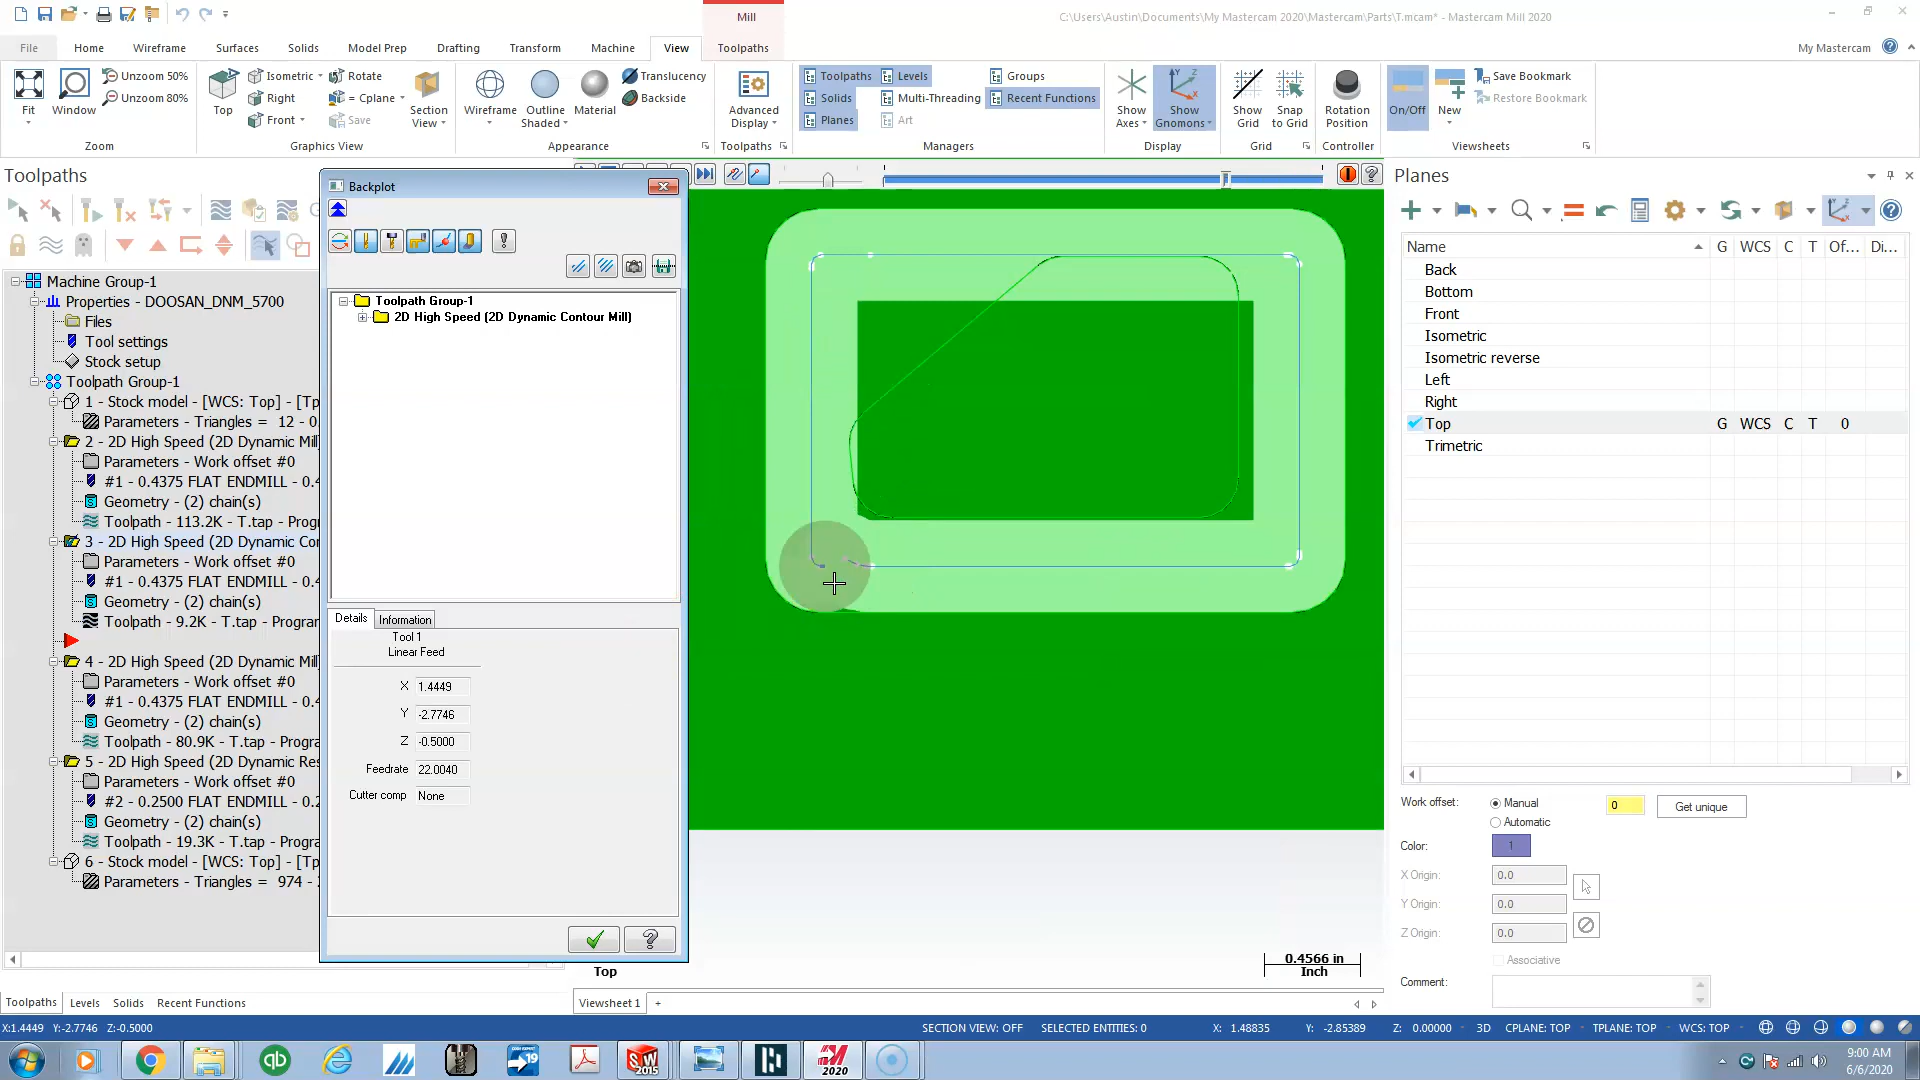 Mill
C:\Users\Austin\Documents\My Mastercam 2020\Mastercam\Parts\T.mcam* - Mastercam Mill 2020
File Home Wireframe Surfaces Solids Model Prep Drafting Transform Machine View Toolpaths My Mastercam
Fit
Window
Unzoom 50%
Unzoom 80%
Zoom
Top
Isometric
Right
Front
Rotate
= Cplane
Save
Section
View
Graphics View
Wireframe
Outline
Shaded
Material
Translucency
Backside
Appearance
Advanced
Display
Toolpaths
Toolpaths
Solids
Planes
Levels
Multi-Threading
Art
Groups
Recent Functions
Managers
Show
Axes
Show
Gnomons
Display
Show
Grid
Snap
to Grid
Grid
Rotation
Position
Controller
On/Off
New
Save Bookmark
Restore Bookmark
Viewsheets
Toolpaths
Machine Group-1
Properties - DOOSAN_DNM_5700
Files
Tool settings
Stock setup
Toolpath Group-1
1 - Stock model - [WCS: Top] - [Tp
Parameters - Triangles = 12 - 0.
2 - 2D High Speed (2D Dynamic Mil
Parameters - Work offset #0
#1 - 0.4375 FLAT ENDMILL - 0.4
Geometry - (2) chain(s)
Toolpath - 113.2K - T.tap - Progr
3 - 2D High Speed (2D Dynamic Co
Parameters - Work offset #0
#1 - 0.4375 FLAT ENDMILL - 0.4
Geometry - (2) chain(s)
Toolpath - 9.2K - T.tap - Progra
4 - 2D High Speed (2D Dynamic Mil
Parameters - Work offset #0
#1 - 0.4375 FLAT ENDMILL - 0.4
Geometry - (2) chain(s)
Toolpath - 80.9K - T.tap - Progra
5 - 2D High Speed (2D Dynamic Res
Parameters - Work offset #0
#2 - 0.2500 FLAT ENDMILL - 0.2
Geometry - (2) chain(s)
Toolpath - 19.3K - T.tap - Progra
6 - Stock model - [WCS: Top] - [Tp
Parameters - Triangles = 974 -
Toolpaths Levels Solids Recent Functions
Backplot
Toolpath Group-1
2D High Speed (2D Dynamic Contour Mill)
Details Information
Tool 1
Linear Feed
X 1.4449
Y -2.7746
Z -0.5000
Feedrate 22.0040
Cutter comp None
Top
0.4566 in
Inch
Viewsheet 1 +
Planes
Name G WCS C T Of... Di...
Back
Bottom
Front
Isometric
Isometric reverse
Left
Right
Top G WCS C T 0
Trimetric
Work offset: Manual 0 Get unique
Automatic
Color: 1
X Origin: 0.0
Y Origin: 0.0
Z Origin: 0.0
Associative
Comment:
X:1.4449 Y:-2.7746 Z:-0.5000 SECTION VIEW: OFF SELECTED ENTITIES: 0 X: 1.48835 Y: -2.85389 Z: 0.00000 3D CPLANE: TOP TPLANE: TOP WCS: TOP
qb
19
SW
2015
2020
9:00 AM
6/6/2020